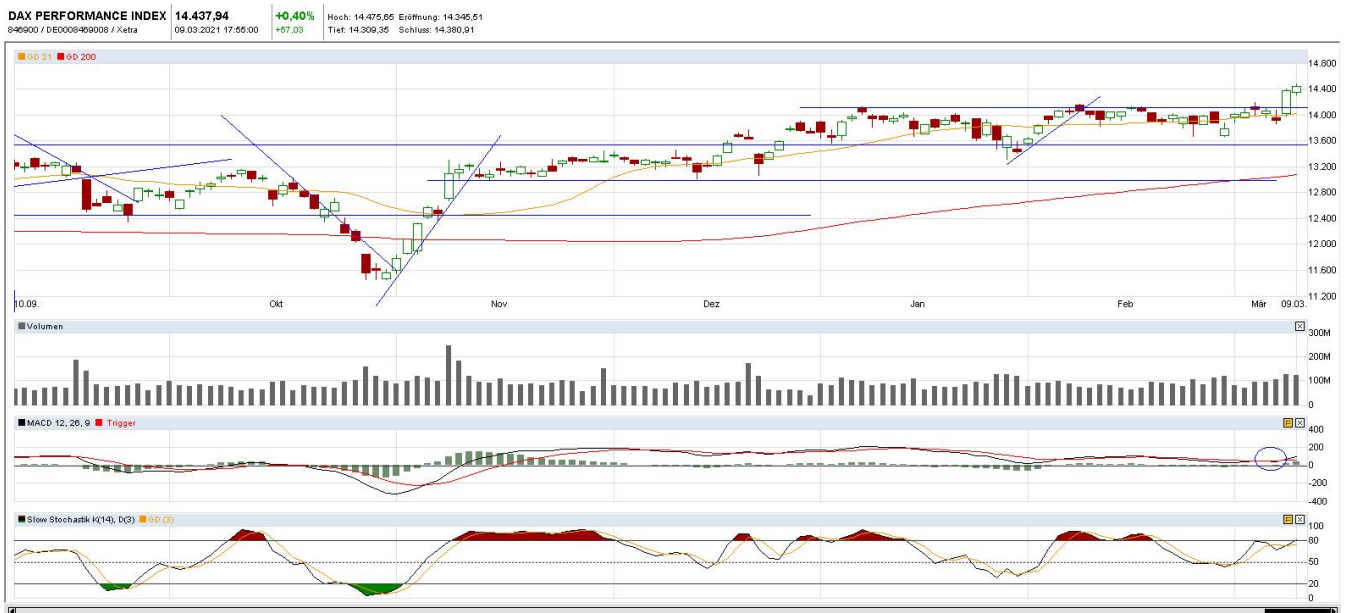 DAX PERFORMANCE INDEX 14.437,94 +0,40% Hoch: 14.475,65 Eröffnung: 14.345,51
846900 / DE0008469008 / Xetra 09.03.2021 17:55:00 +57,03 Tief: 14.309,35 Schluss: 14.380,91
GD 21 GD 200
14.800
14.400
14.000
13.600
13.200
12.800
12.400
12.000
11.600
11.200
10.09. Okt Nov Dez Jan Feb Mär 09.03.
Volumen
300M
200M
100M
0
MACD 12, 26, 9 Trigger
400
200
0
-200
-400
Slow Stochastik K(14), D(3) GD (3)
100
80
50
20
0